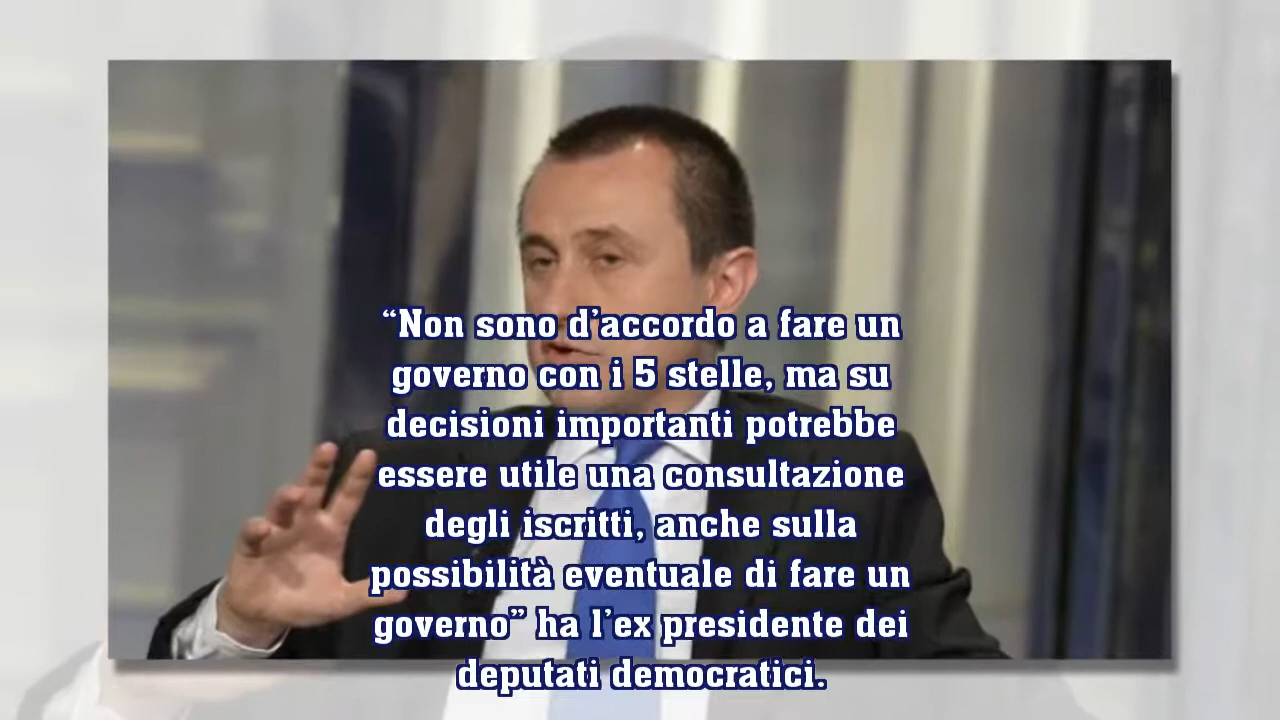 “Non sono d’accordo a fare un
governo con i 5 stelle, ma su
decisioni importanti potrebbe
essere utile una consultazione
degli iscritti, anche sulla
possibilità eventuale di fare un
governo” ha l’ex presidente dei
deputati democratici.